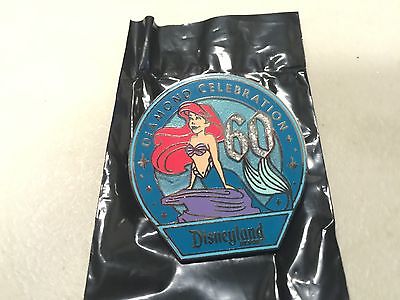 DIAMOND CELEBRATION
60
Disneyland